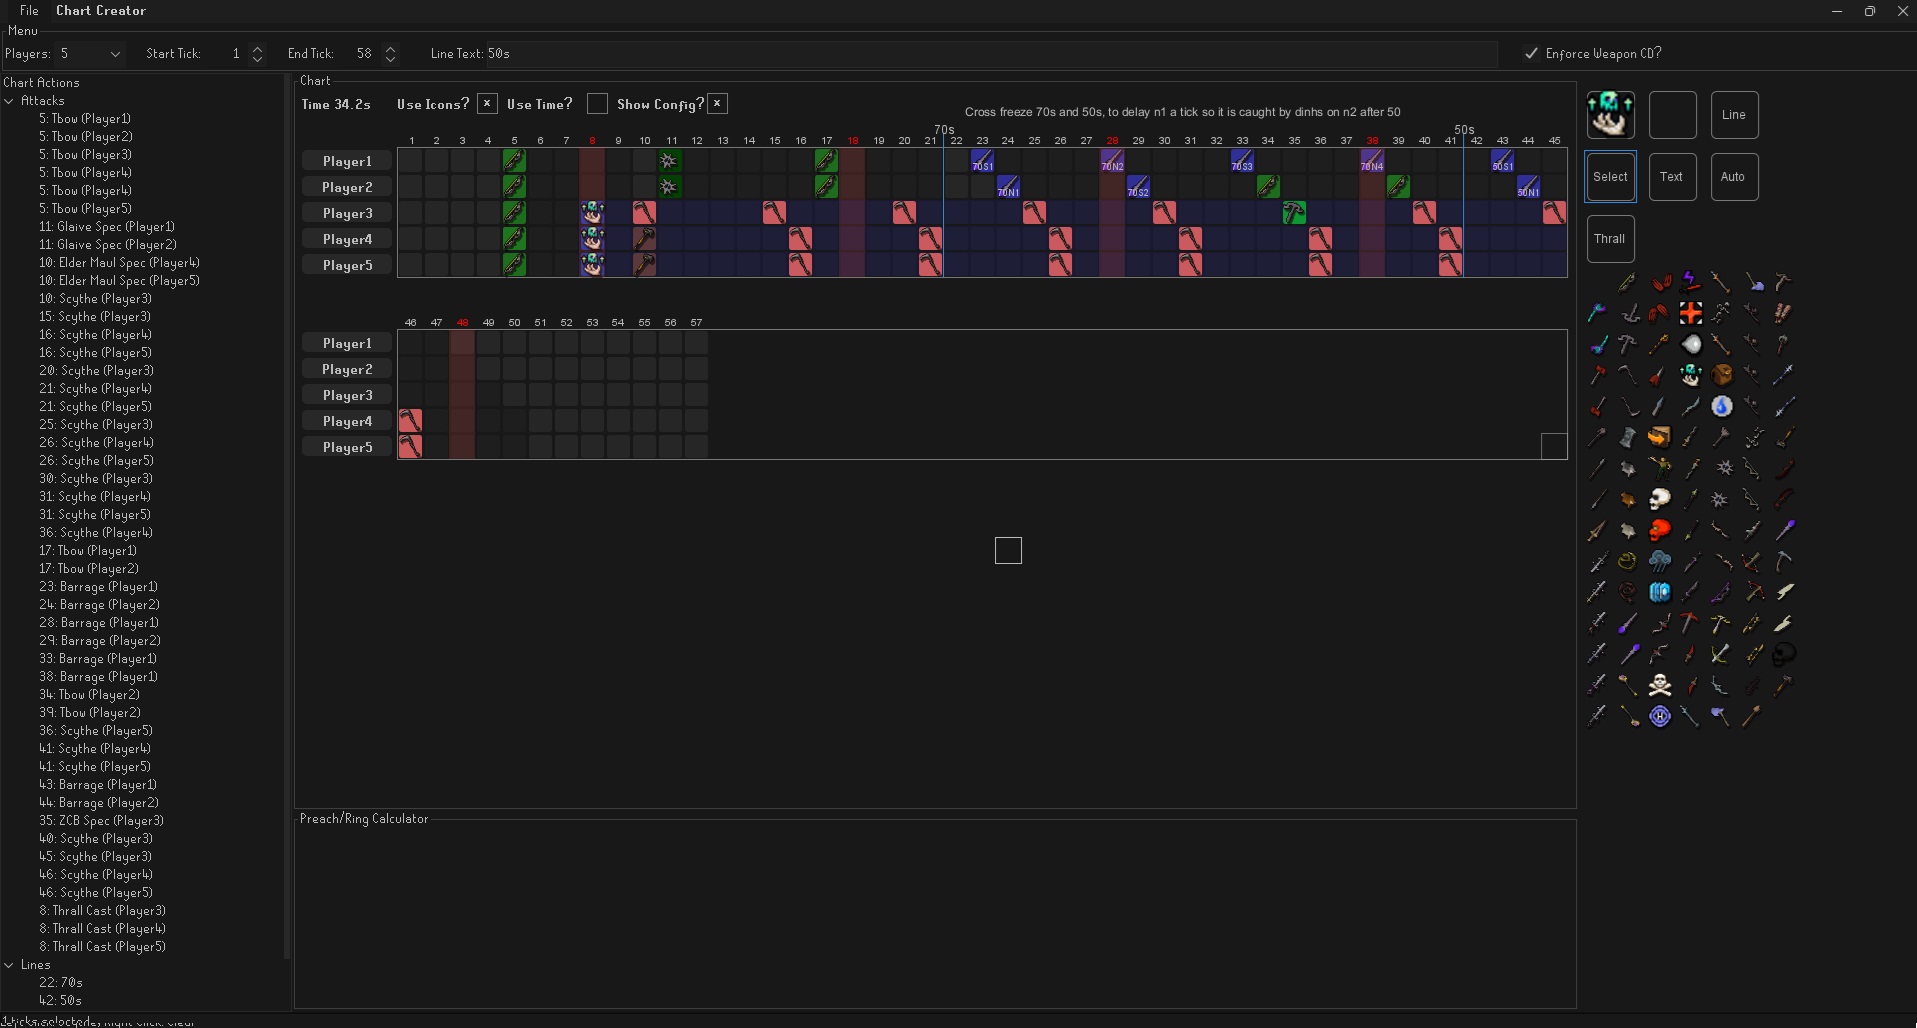 File Chart Creator
Menu
Players: 5 Start Tick: 1 End Tick: 58 Line Text: 50s Enforce Weapon CD?
Chart Actions
Attacks
5: Tbow (Player1)
5: Tbow (Player2)
5: Tbow (Player3)
5: Tbow (Player4)
5: Tbow (Player4)
5: Tbow (Player5)
11: Glaive Spec (Player1)
11: Glaive Spec (Player2)
10: Elder Maul Spec (Player4)
10: Elder Maul Spec (Player5)
10: Scythe (Player3)
15: Scythe (Player3)
16: Scythe (Player4)
16: Scythe (Player5)
20: Scythe (Player3)
21: Scythe (Player4)
21: Scythe (Player5)
25: Scythe (Player3)
26: Scythe (Player4)
26: Scythe (Player5)
30: Scythe (Player3)
31: Scythe (Player4)
31: Scythe (Player5)
36: Scythe (Player4)
17: Tbow (Player1)
17: Tbow (Player2)
23: Barrage (Player1)
24: Barrage (Player2)
28: Barrage (Player1)
29: Barrage (Player2)
33: Barrage (Player1)
38: Barrage (Player1)
34: Tbow (Player2)
39: Tbow (Player2)
36: Scythe (Player5)
41: Scythe (Player4)
41: Scythe (Player5)
43: Barrage (Player1)
44: Barrage (Player2)
35: ZCB Spec (Player3)
40: Scythe (Player3)
45: Scythe (Player3)
46: Scythe (Player4)
46: Scythe (Player5)
8: Thrall Cast (Player3)
8: Thrall Cast (Player4)
8: Thrall Cast (Player5)
Lines
22: 70s
42: 50s
Chart
Time 34.2s Use Icons? x Use Time? Show Config? x
Cross freeze 70s and 50s, to delay n1 a tick so it is caught by dinhs on n2 after 50
70s 50s
1 2 3 4 5 6 7 8 9 10 11 12 13 14 15 16 17 18 19 20 21 22 23 24 25 26 27 28 29 30 31 32 33 34 35 36 37 38 39 40 41 42 43 44 45
Player1 70S1 70N2 70S3 70N4 50S1
Player2 70N1 70S2 50N1
Player3
Player4
Player5
46 47 48 49 50 51 52 53 54 55 56 57
Player1
Player2
Player3
Player4
Player5
Preach/Ring Calculator
Line
Select Text Auto
Thrall